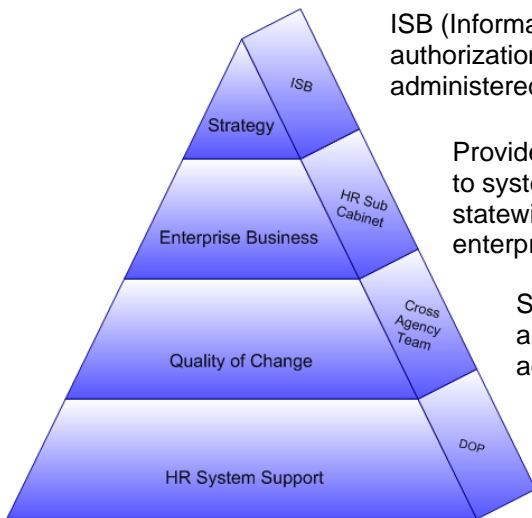 ISB (Informa
authorization
administered
ISB
Strategy
Provide
to syste
statewi
enterpr
HR Sub
Cabinet
Enterprise Business
S
a
a
Cross
Agency
Team
Quality of Change
DOP
HR System Support